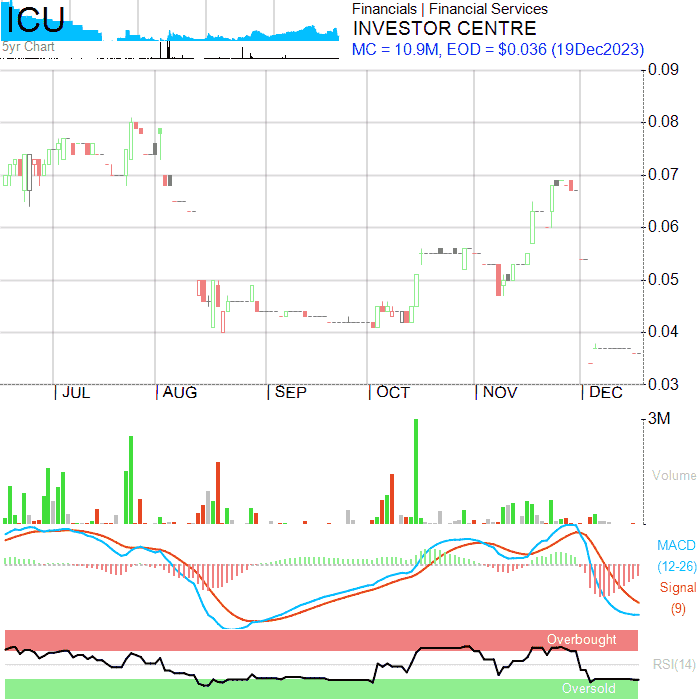 ICU
5yr Chart
Financials | Financial Services
INVESTOR CENTRE
MC = 10.9M, EOD = $0.036 (19Dec2023)
0.09
0.08
0.07
0.06
0.05
0.04
0.03
JUL
AUG
SEP
OCT
NOV
DEC
3M
Volume
MACD
(12-26)
Signal
(9)
Overbought
RSI(14)
Oversold